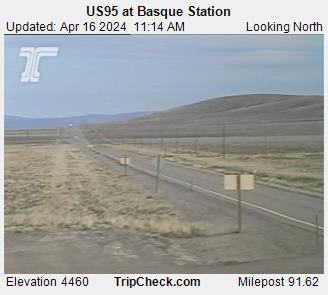 US95 at Basque Station
Updated: Apr 16 2024 11:14 AM Looking North
Elevation 4460 TripCheck.com Milepost 91.62